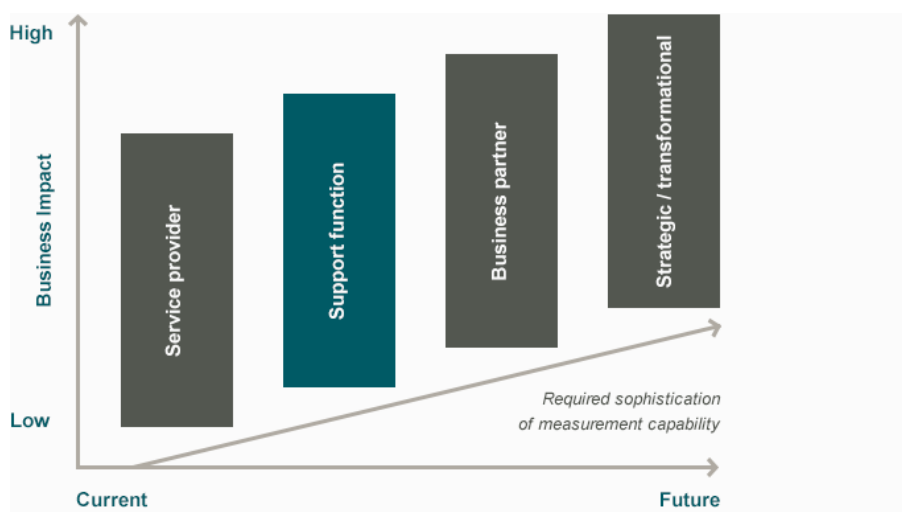 High
Business Impact
Low
Service provider
Support function
Business partner
Strategic / transformational
Required sophistication
of measurement capability
Current
Future